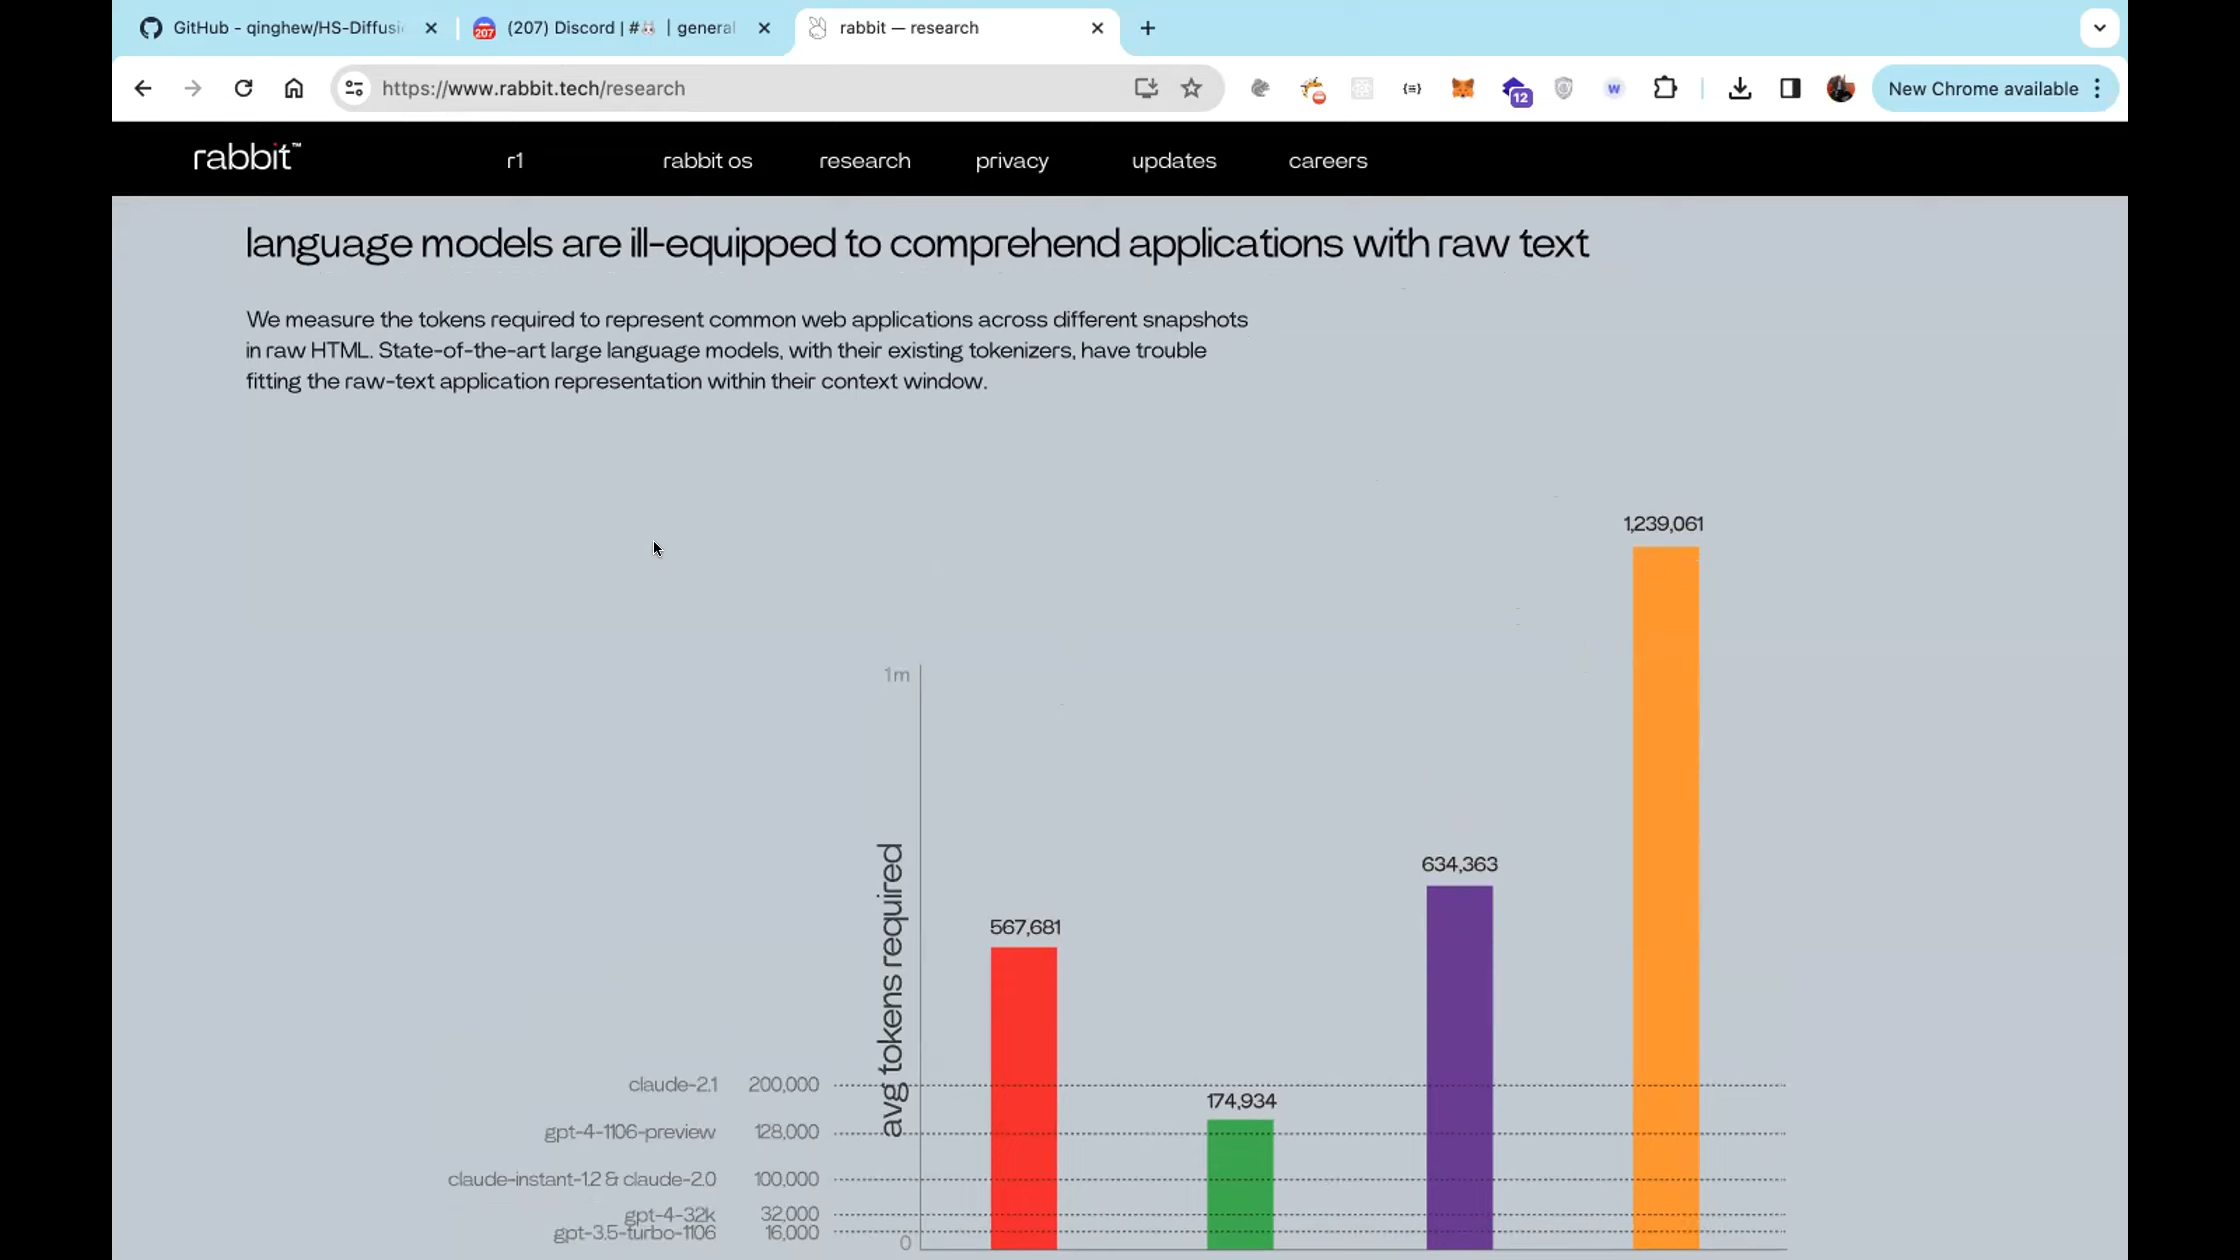 GitHub - qinghew/HS-Diffusi
(207) Discord | # | general
rabbit — research
207
https://www.rabbit.tech/research
12
W
New Chrome available
rabbit™
r1
rabbit os
research
privacy
updates
careers
language models are ill-equipped to comprehend applications with raw text
We measure the tokens required to represent common web applications across different snapshots
in raw HTML. State-of-the-art large language models, with their existing tokenizers, have trouble
fitting the raw-text application representation within their context window.
1,239,061
1m
634,363
567,681
avg tokens required
claude-2.1 200,000
174,934
gpt-4-1106-preview 128,000
claude-instant-1.2 & claude-2.0 100,000
gpt-4-32k 32,000
gpt-3.5-turbo-1106 16,000
0